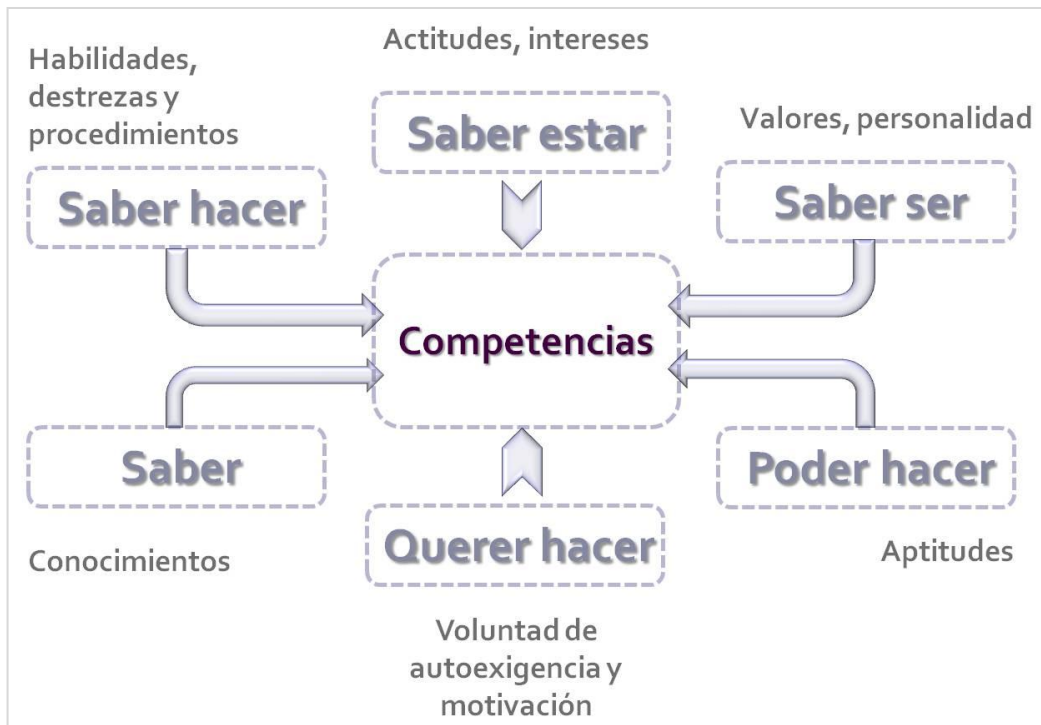 Actitudes, intereses
Habilidades,
destrezas y
procedimientos
Saber estar
Valores, personalidad
Saber hacer
Saber ser
Competencias
Saber
Poder hacer
Querer hacer
Conocimientos
Aptitudes
Voluntad de
autoexigencia y
motivación